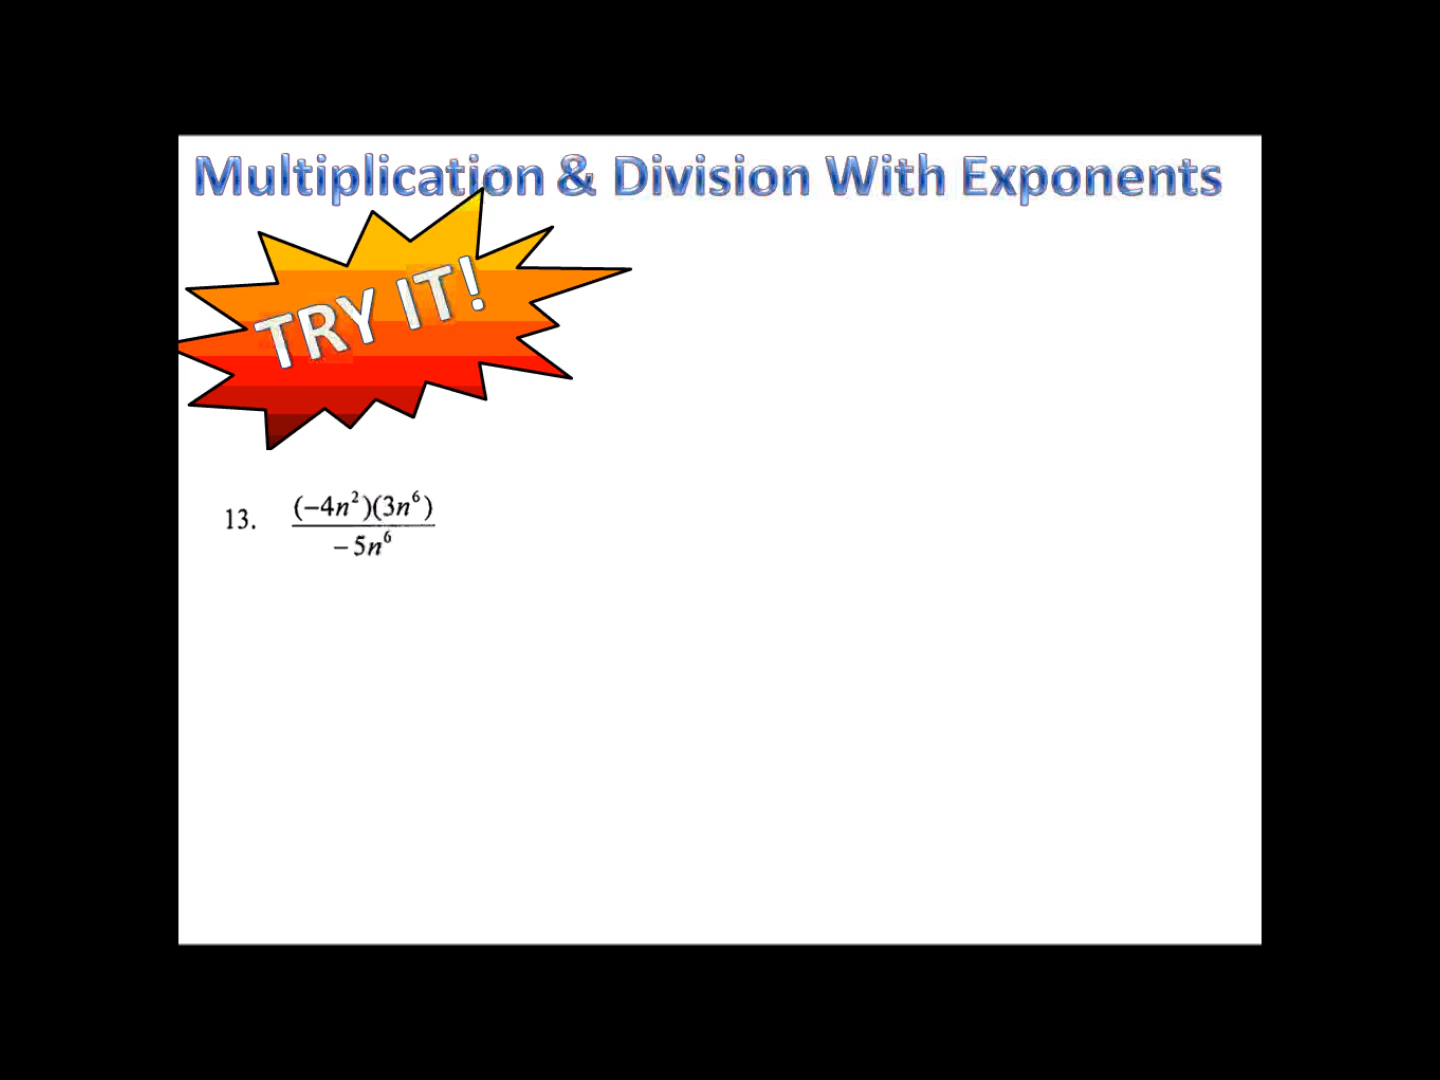 Multiplication & Division With Exponents
TRY IT!
13. (−4n²)(3n⁶)
−5n⁶